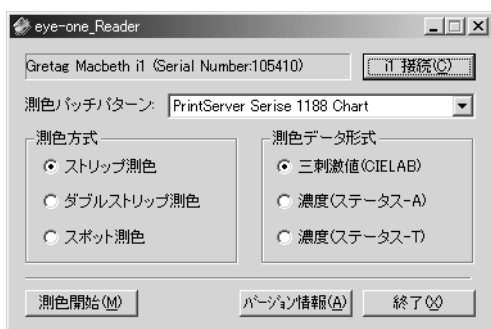 eye-one_Reader
Gretag Macbeth i1 (Serial Number:105410)
i1 接続(C)
測色パッチパターン: PrintServer Serise 1188 Chart
測色方式
ストリップ測色
ダブルストリップ測色
スポット測色
測色データ形式
三刺激値(CIELAB)
濃度(ステータス-A)
濃度(ステータス-T)
測色開始(M)
バージョン情報(A)
終了(X)